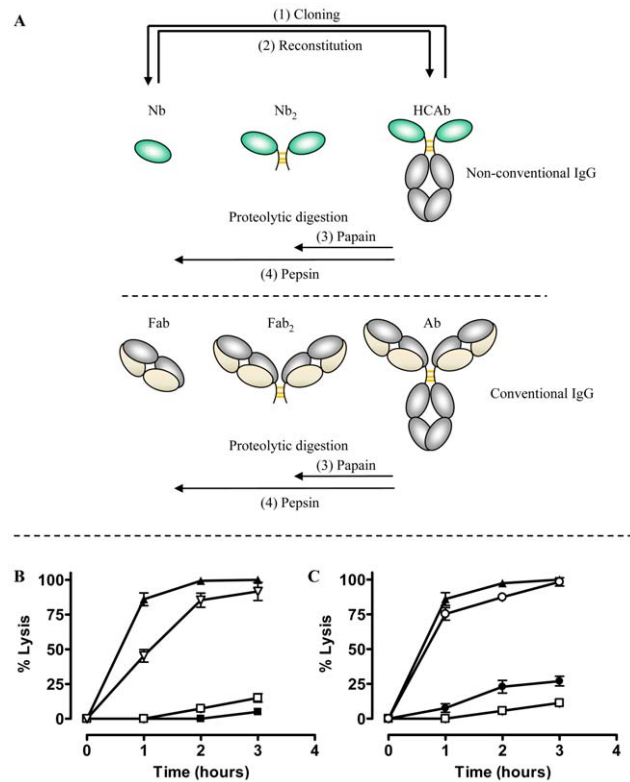 A
(1) Cloning
(2) Reconstitution
Nb
Nb2
HCAb
Non-conventional IgG
Proteolytic digestion
(3) Papain
(4) Pepsin
Fab
Fab2
Ab
Conventional IgG
Proteolytic digestion
(3) Papain
(4) Pepsin
B
100
75
50
25
0
% Lysis
0 1 2 3 4
Time (hours)
C
100
75
50
25
0
% Lysis
0 1 2 3 4
Time (hours)